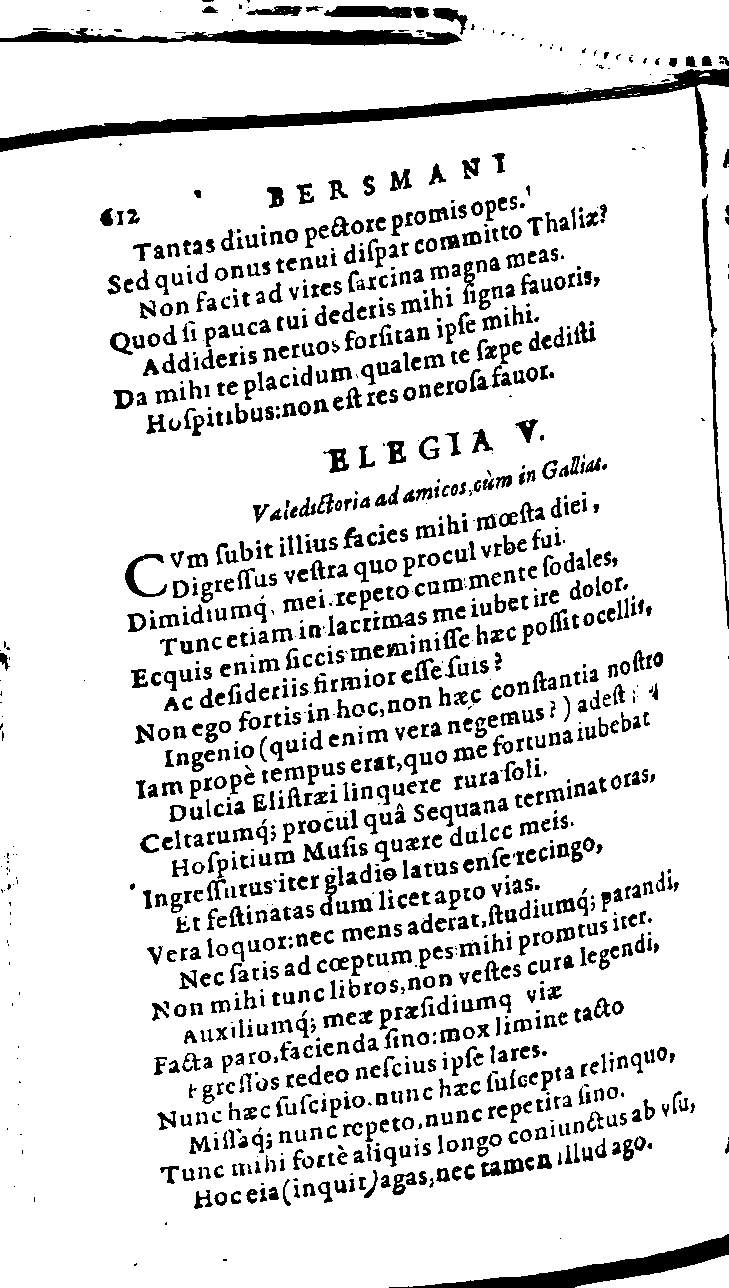 612 BERSMANI
Tantas diuino pectore promis opes.
Sed quid onus tenui diſpar committo Thaliæ?
Non facit ad vires ſarcina magna meas.
Quod ſi pauca tui dederis mihi ſigna fauoris,
Addideris neruos forſitan ipſe mihi.
Da mihi te placidum qualem te ſæpe dediſti
Hoſpitibus: non eſt res oneroſa fauor.
ELEGIA V.
Valedictoria ad amicos, cùm in Gallias.
CVm ſubit illius facies mihi mœſta diei,
Digreſſus veſtra quo procul vrbe fui.
Dimidiumq́, mei repeto cum mente ſodales,
Tunc etiam in lacrimas me iubet ire dolor.
Ecquis enim ſiccis meminiſſe hæc poſſit ocellis,
Ac deſideriis firmior eſſe ſuis?
Non ego fortis in hoc, non hæc conſtantia noſtro
Ingenio (quid enim vera negemus?) adeſt;
Iam propè tempus erat, quo me fortuna iubebat
Dulcia Eliſtræi linquere rura ſoli.
Celtarumq́; procul quâ Sequana terminat oras,
Hoſpitium Muſis quære dulce meis.
Ingreſſurus iter gladio latus enſe recingo,
Et feſtinatas dum licet apto vias.
Vera loquor: nec mens aderat, ſtudiumq́; parandi,
Nec ſatis ad cœptum pes mihi promtus iter.
Non mihi tunc libros, non veſtes cura legendi,
Auxiliumq́; meæ præſidiumq viæ
Facta paro, facienda ſino: mox limine tacto
Egreſſos redeo neſcius ipſe lares.
Nunc hæc ſuſcipio. nunc hæc ſuſcepta relinquo,
Miſſaq́; nunc repeto, nunc repetita ſino.
Tunc mihi fortè aliquis longo coniunctus ab vſu,
Hoc eia (inquit) agas, nec tamen illud ago.